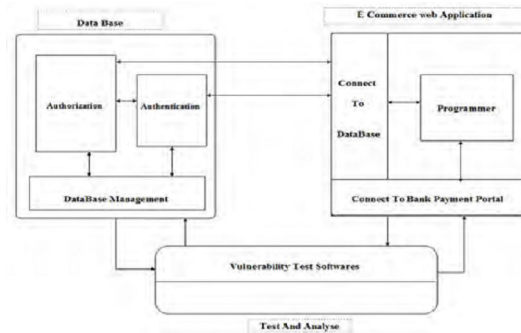 Data Base
E Commerce web Application
Authorization
Authentication
DataBase Management
Connect
To
DataBase
Programmer
Connect To Bank Payment Portal
Vulnerability Test Softwares
Test And Analyse